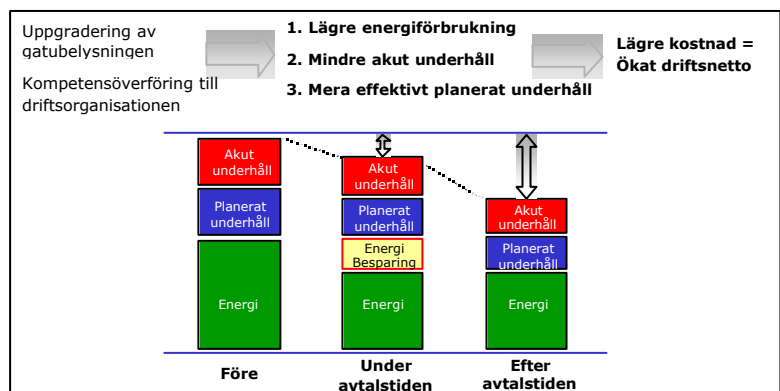 Uppgradering av
gatubelysningen
Kompetensöverföring till
driftsorganisationen
1. Lägre energiförbrukning
2. Mindre akut underhåll
3. Mera effektivt planerat underhåll
Lägre kostnad =
Ökat driftsnetto
Akut
underhåll
Planerat
underhåll
Energi
Akut
underhåll
Planerat
underhåll
Energi
Besparing
Energi
Akut
underhåll
Planerat
underhåll
Energi
Före
Under
avtalstiden
Efter
avtalstiden